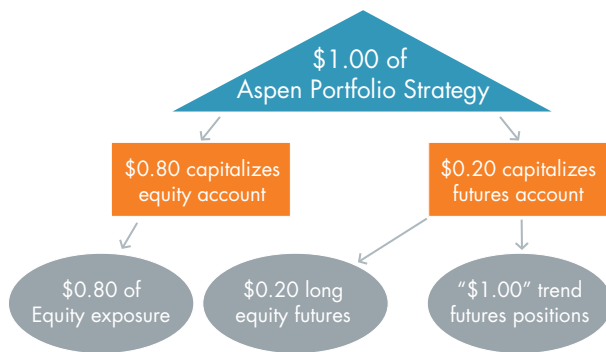 $1.00 of
Aspen Portfolio Strategy
$0.80 capitalizes
equity account
$0.20 capitalizes
futures account
$0.80 of
Equity exposure
$0.20 long
equity futures
“$1.00” trend
futures positions